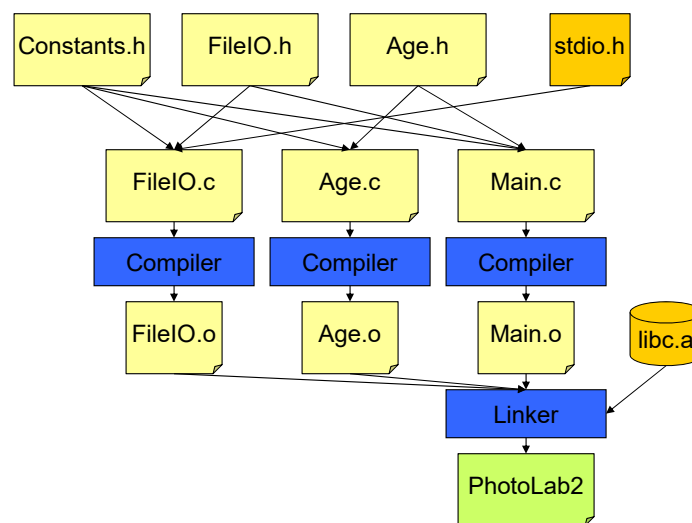 Constants.h
FileIO.h
Age.h
stdio.h
FileIO.c
Age.c
Main.c
Compiler
Compiler
Compiler
FileIO.o
Age.o
Main.o
libc.a
Linker
PhotoLab2